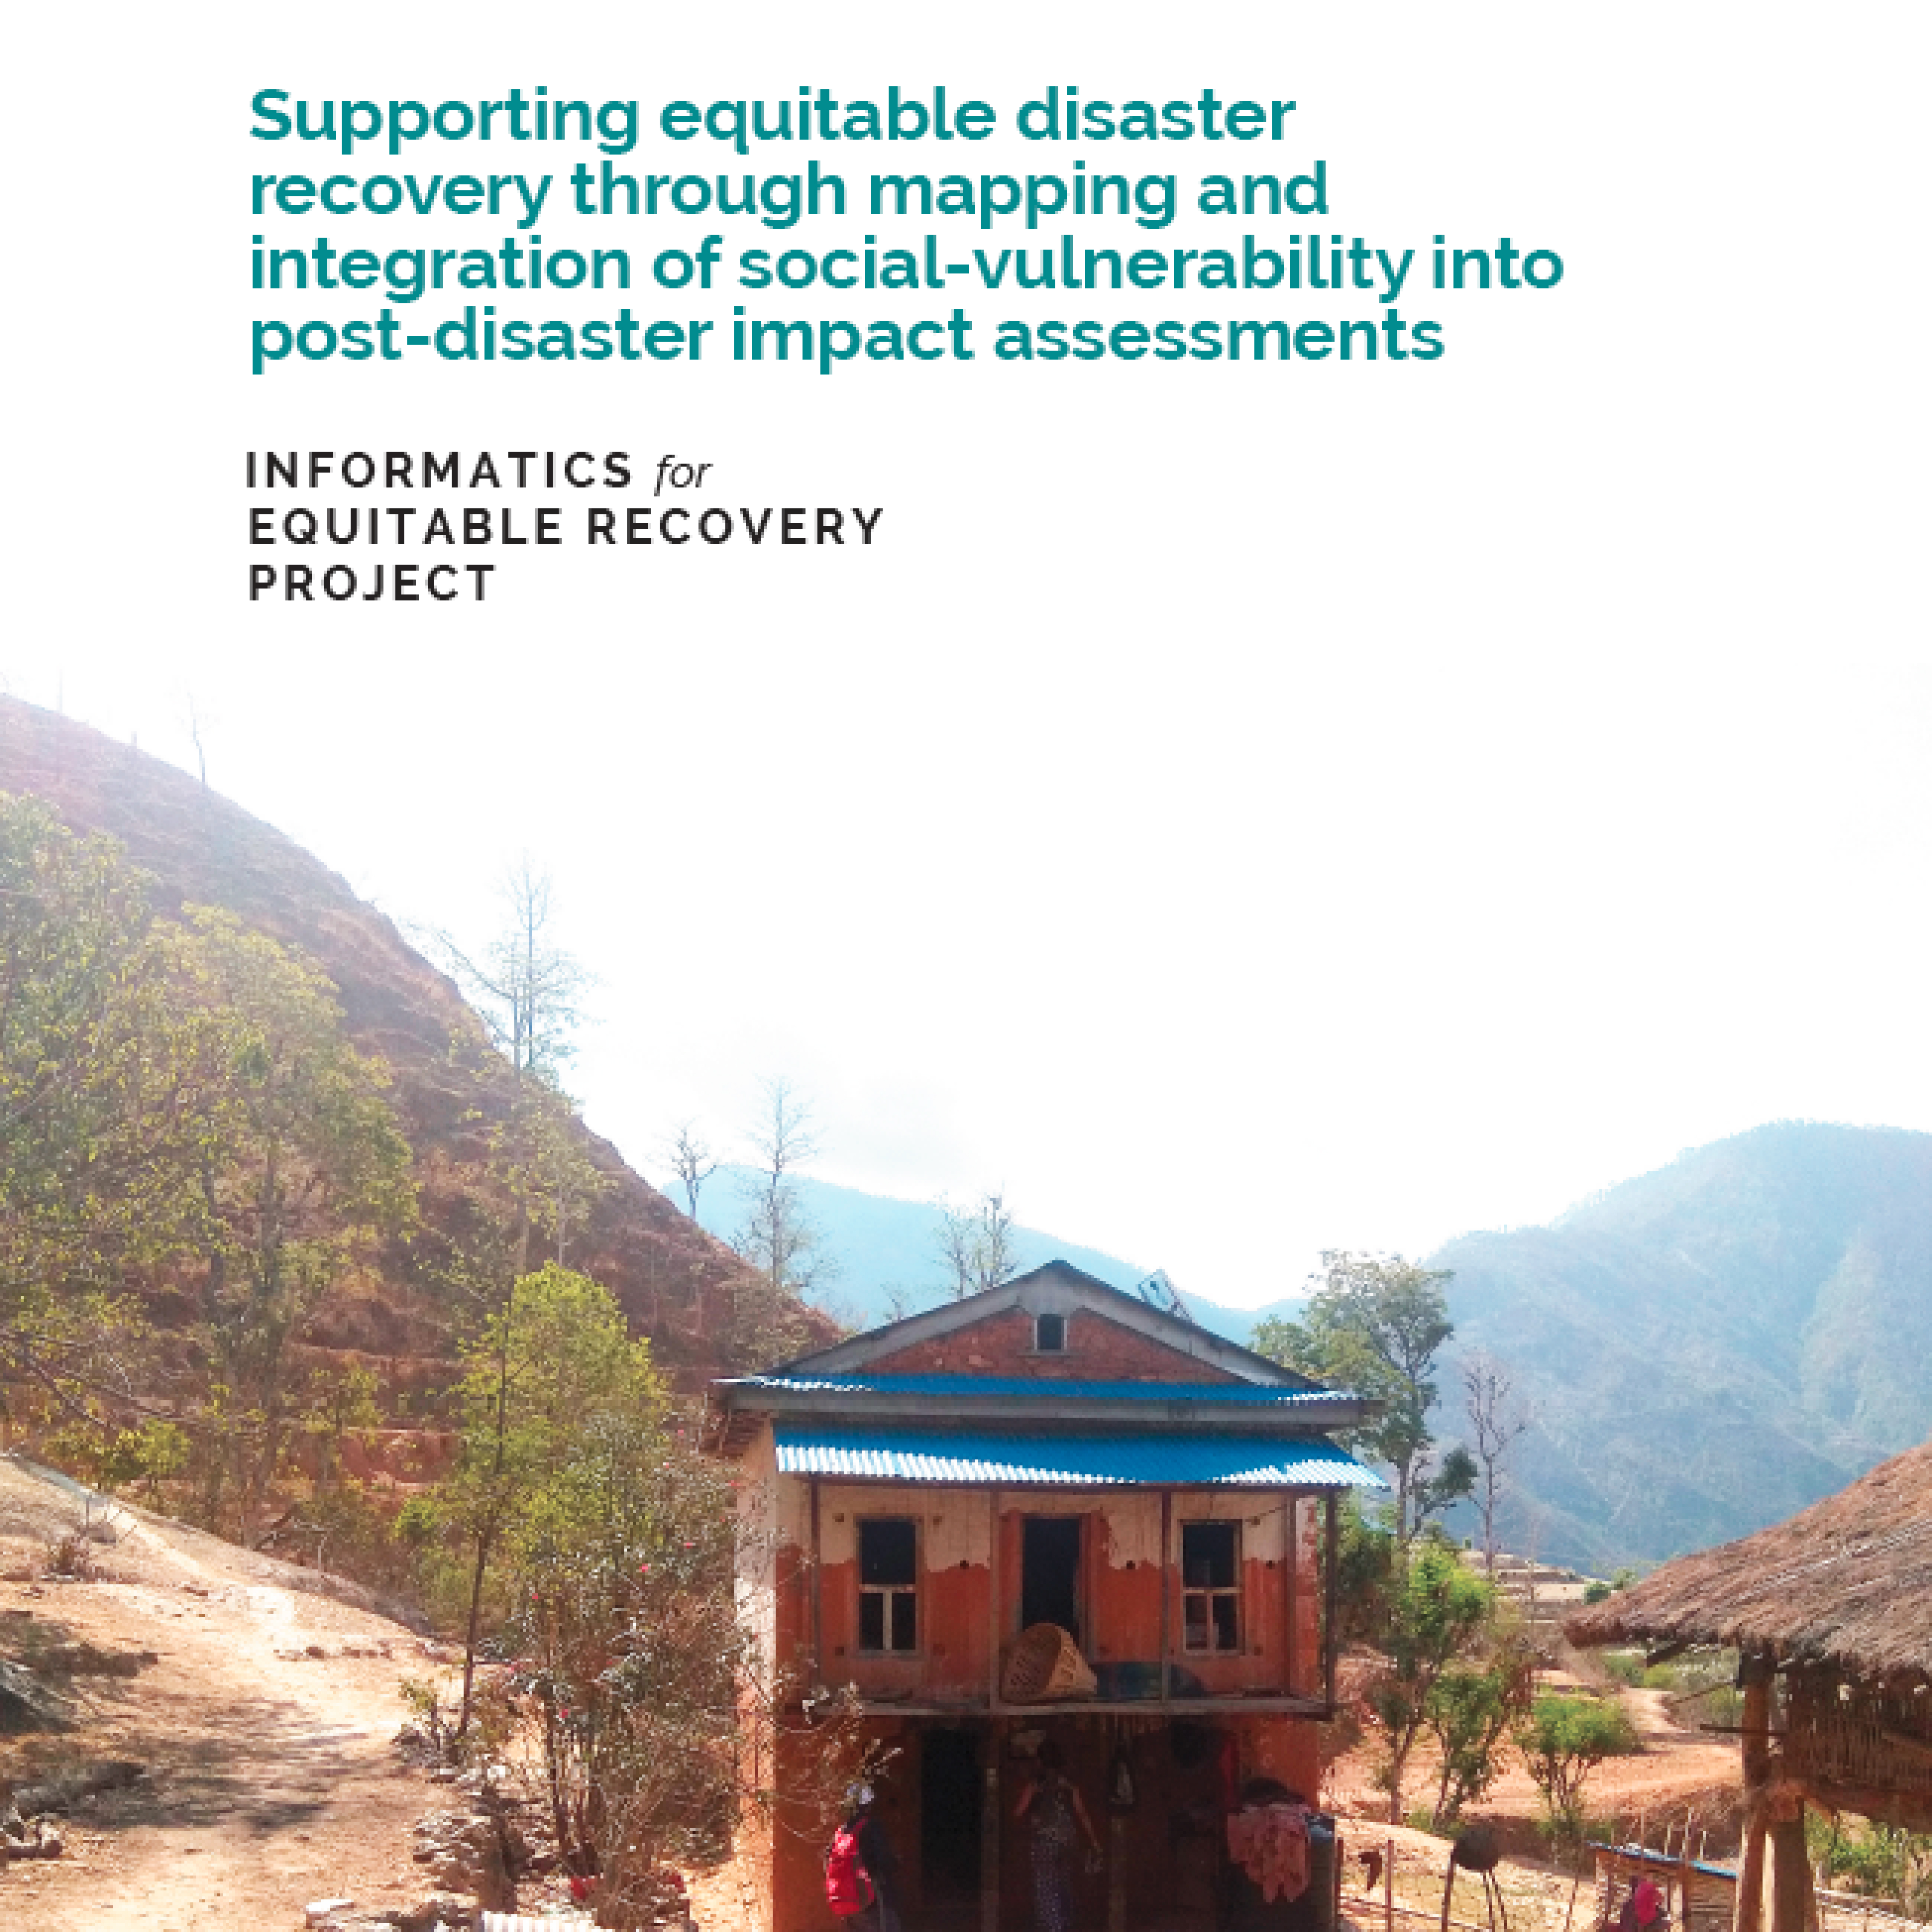 Supporting equitable disaster
recovery through mapping and
integration of social-vulnerability into
post-disaster impact assessments
INFORMATICS for
EQUITABLE RECOVERY
PROJECT